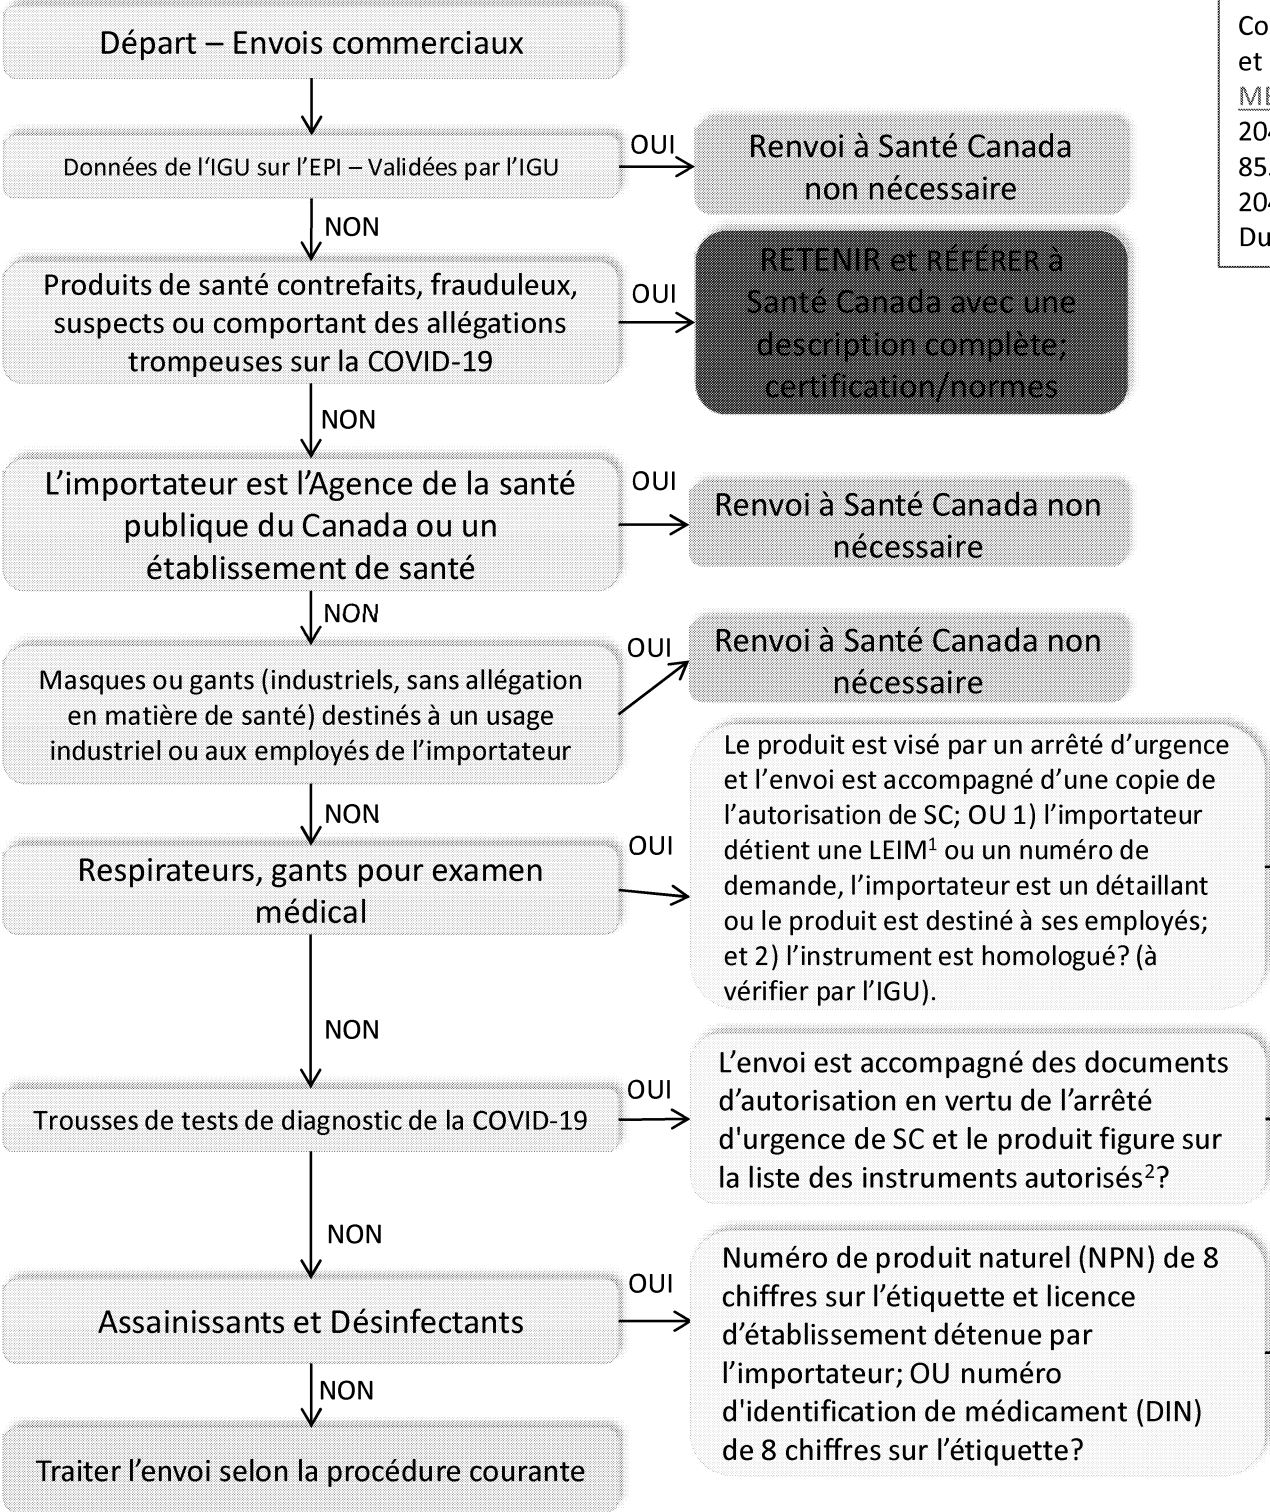 Départ – Envois commerciaux
Co
et
ME
204
85
204
Du
Données de l‘IGU sur l’EPI – Validées par l’IGU
OUI
Renvoi à Santé Canada
non nécessaire
NON
Produits de santé contrefaits, frauduleux,
suspects ou comportant des allégations
trompeuses sur la COVID-19
OUI
RETENIR et RÉFÉRER à
Santé Canada avec une
description complète;
certification/normes
NON
L’importateur est l’Agence de la santé
publique du Canada ou un
établissement de santé
OUI
Renvoi à Santé Canada non
nécessaire
NON
Masques ou gants (industriels, sans allégation
en matière de santé) destinés à un usage
industriel ou aux employés de l’importateur
OUI
Renvoi à Santé Canada non
nécessaire
NON
Respirateurs, gants pour examen
médical
OUI
Le produit est visé par un arrêté d’urgence
et l’envoi est accompagné d’une copie de
l’autorisation de SC; OU 1) l’importateur
détient une LEIM¹ ou un numéro de
demande, l’importateur est un détaillant
ou le produit est destiné à ses employés;
et 2) l’instrument est homologué? (à
vérifier par l’IGU).
NON
Trousses de tests de diagnostic de la COVID-19
OUI
L’envoi est accompagné des documents
d’autorisation en vertu de l’arrêté
d'urgence de SC et le produit figure sur
la liste des instruments autorisés²?
NON
Assainissants et Désinfectants
OUI
Numéro de produit naturel (NPN) de 8
chiffres sur l’étiquette et licence
d’établissement détenue par
l’importateur; OU numéro
d'identification de médicament (DIN)
de 8 chiffres sur l’étiquette?
NON
Traiter l’envoi selon la procédure courante